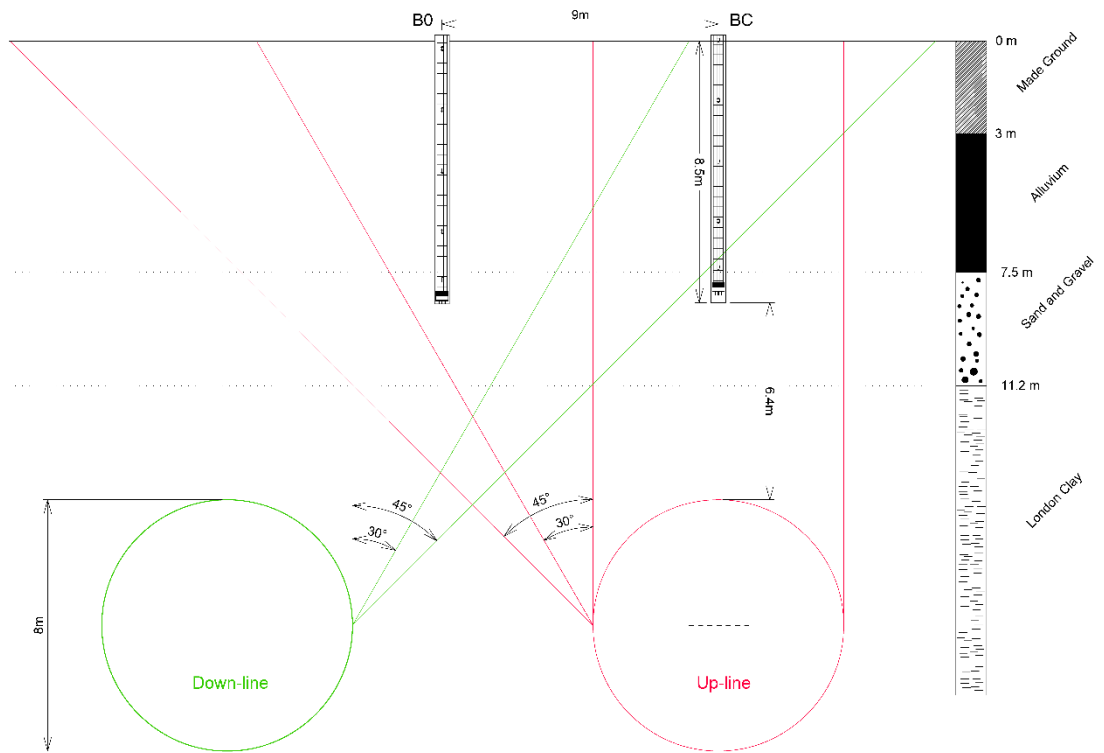 B0
9m
BC
0 m
Made Ground
3 m
8.5m
Alluvium
7.5 m
Sand and Gravel
11.2 m
6.4m
London Clay
45°
30°
45°
30°
8m
Down-line
Up-line